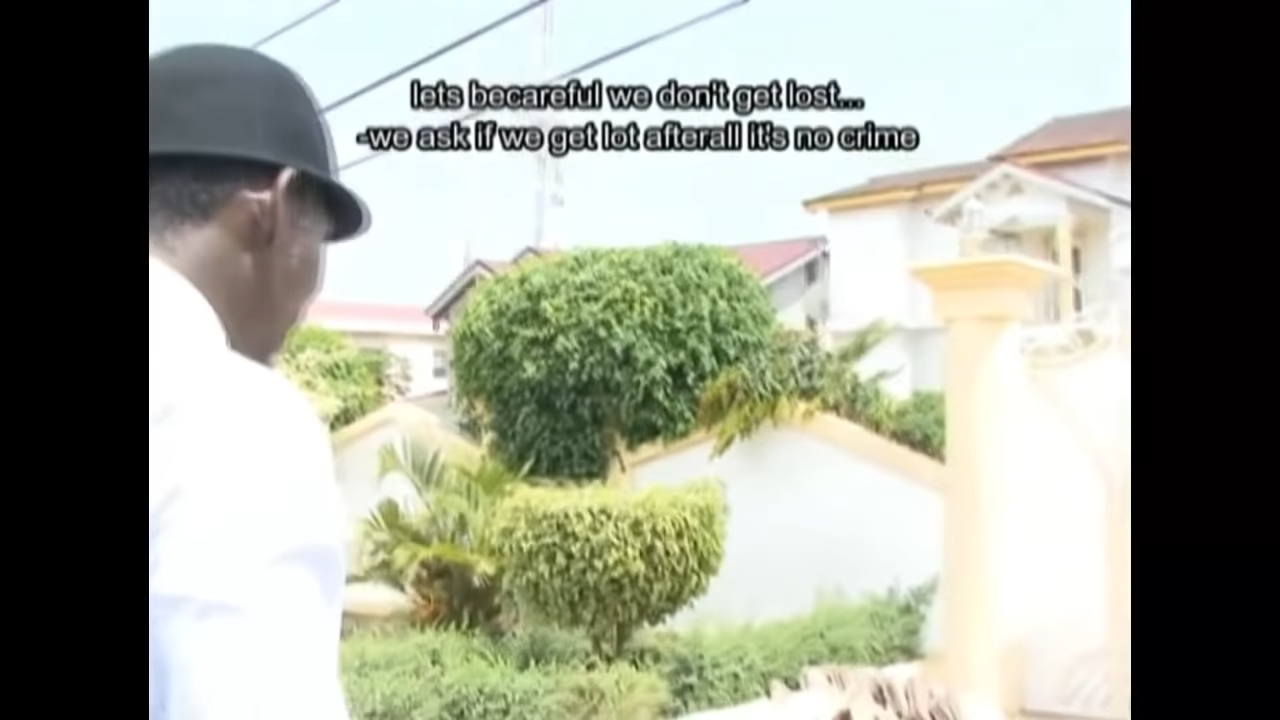 lets becareful we don't get lost...
-we ask if we get lot afterall it's no crime